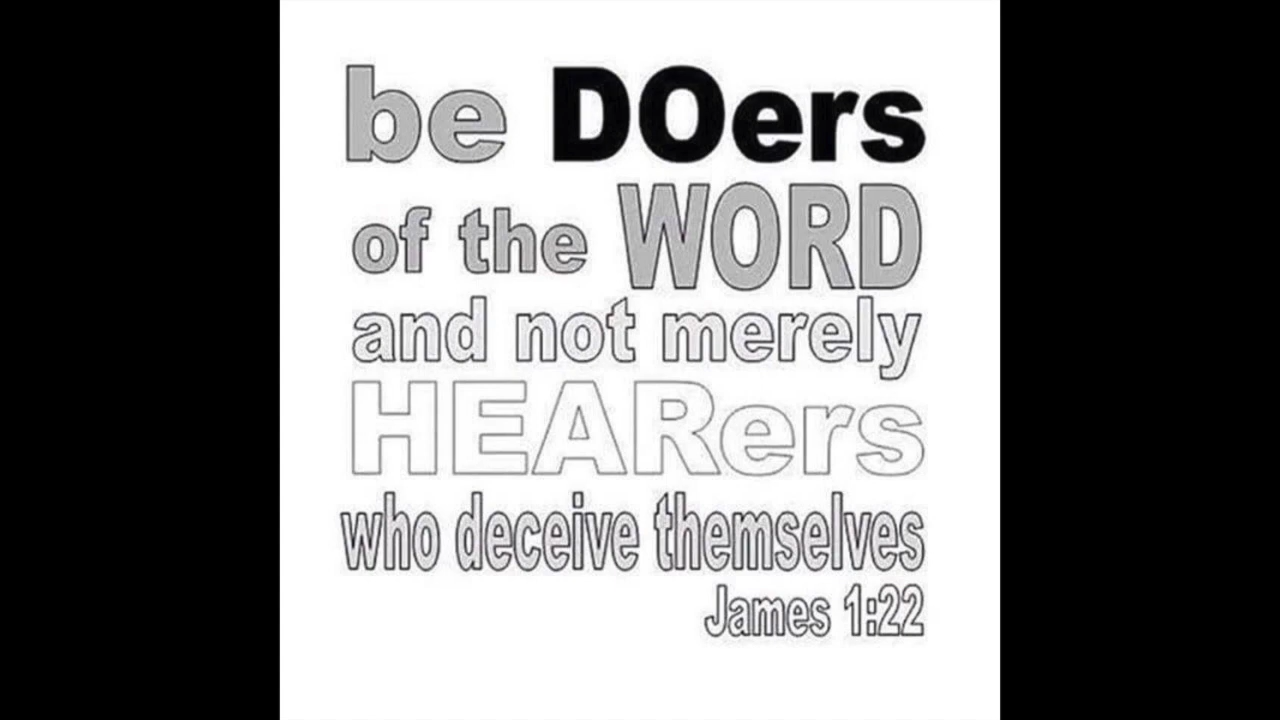 be DOers
of the WORD
and not merely
HEARers
who deceive themselves
James 1:22